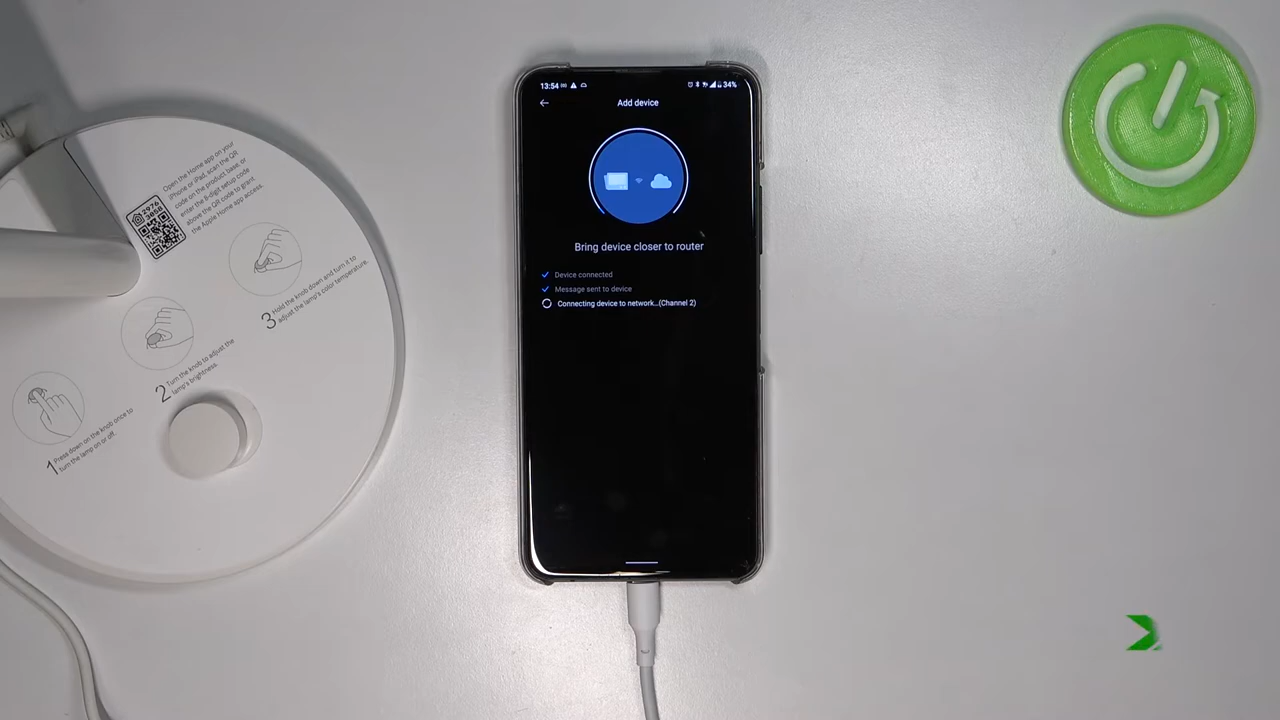 Open the Home app on your
iPhone or iPad, scan the QR
code on the product base, or
enter the 8-digit setup code
above the QR code to grant
the Apple Home app access.
3 Hold the knob down and turn it to
adjust the lamp's color temperature.
2 Turn the knob to adjust the
lamp's brightness.
1 Press down on the knob once to
turn the lamp on or off.
13:54
34%
Add device
Bring device closer to router
Device connected
Message sent to device
Connecting device to network...(Channel 2)